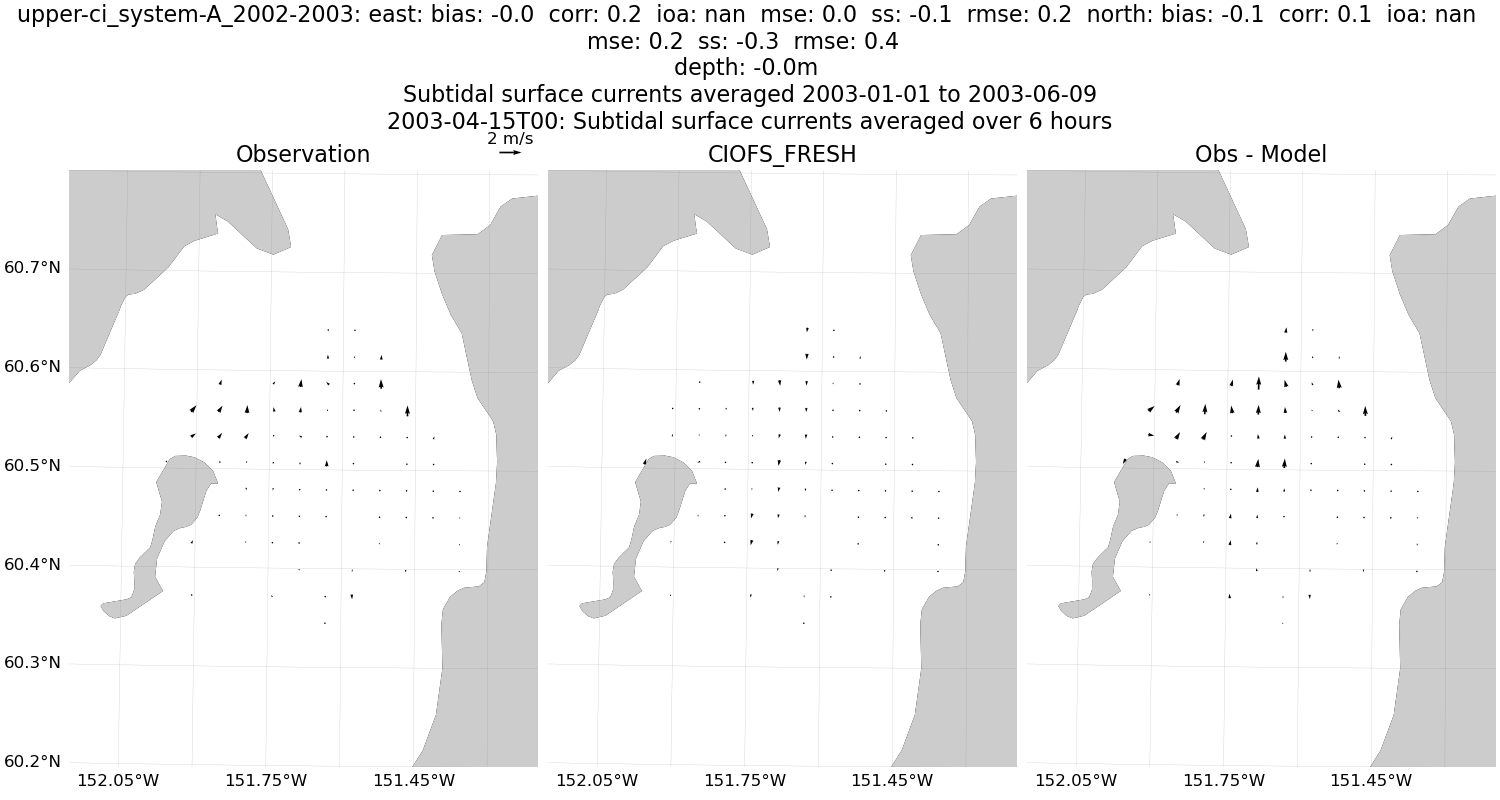 upper-ci_system-A_2002-2003: east: bias: -0.0  corr: 0.2  ioa: nan  mse: 0.0  ss: -0.1  rmse: 0.2  north: bias: -0.1  corr: 0.1  ioa: nan
mse: 0.2  ss: -0.3  rmse: 0.4
depth: -0.0m
Subtidal surface currents averaged 2003-01-01 to 2003-06-09
2003-04-15T00: Subtidal surface currents averaged over 6 hours
2 m/s
Observation
CIOFS_FRESH
Obs - Model
60.7°N
60.6°N
60.5°N
60.4°N
60.3°N
60.2°N
152.05°W 151.75°W 151.45°W 152.05°W 151.75°W 151.45°W 152.05°W 151.75°W 151.45°W